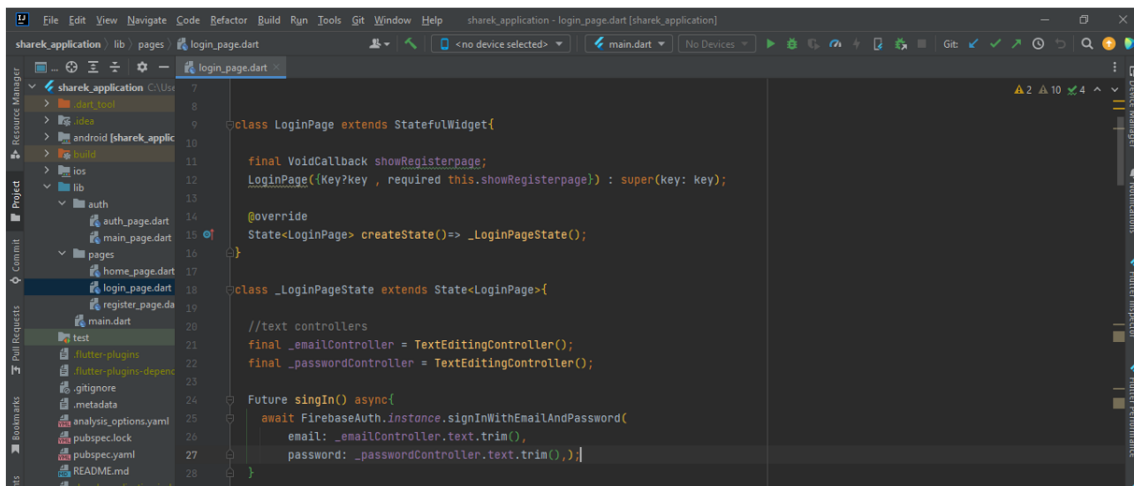 File Edit View Navigate Code Refactor Build Run Tools Git Window Help sharek_application - login_page.dart [sharek_application]
sharek_application lib pages login_page.dart <no device selected> main.dart No Devices Git:
login_page.dart
sharek_application C:\Use
.dart_tool
.idea
android [sharek_applic
build
ios
lib
auth
auth_page.dart
main_page.dart
pages
home_page.dart
login_page.dart
register_page.da
main.dart
test
.flutter-plugins
.flutter-plugins-depend
.gitignore
.metadata
analysis_options.yaml
pubspec.lock
pubspec.yaml
README.md
Resource Manager
Project
Commit
Pull Requests
Bookmarks
2 10 4
7
8
9 class LoginPage extends StatefulWidget{
10
11 final VoidCallback showRegisterpage;
12 LoginPage({Key?key , required this.showRegisterpage}) : super(key: key);
13
14 @override
15 State<LoginPage> createState()=> _LoginPageState();
16 }
17
18 class _LoginPageState extends State<LoginPage>{
19
20 //text controllers
21 final _emailController = TextEditingController();
22 final _passwordController = TextEditingController();
23
24 Future singIn() async{
25 await FirebaseAuth.instance.signInWithEmailAndPassword(
26 email: _emailController.text.trim(),
27 password: _passwordController.text.trim(),);
28 }
Device Manager
Notifications
Flutter Inspector
Flutter Performance